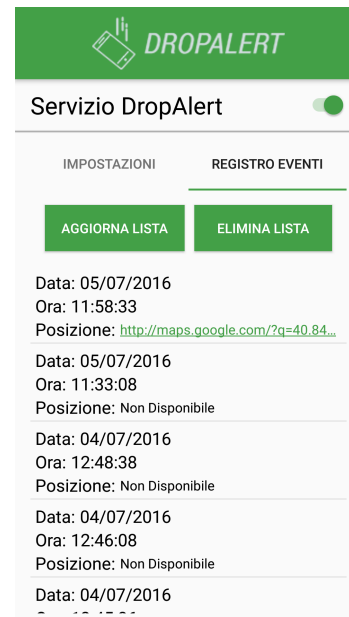 DROPALERT
Servizio DropAlert
IMPOSTAZIONI REGISTRO EVENTI
AGGIORNA LISTA ELIMINA LISTA
Data: 05/07/2016
Ora: 11:58:33
Posizione: http://maps.google.com/?q=40.84...
Data: 05/07/2016
Ora: 11:33:08
Posizione: Non Disponibile
Data: 04/07/2016
Ora: 12:48:38
Posizione: Non Disponibile
Data: 04/07/2016
Ora: 12:46:08
Posizione: Non Disponibile
Data: 04/07/2016